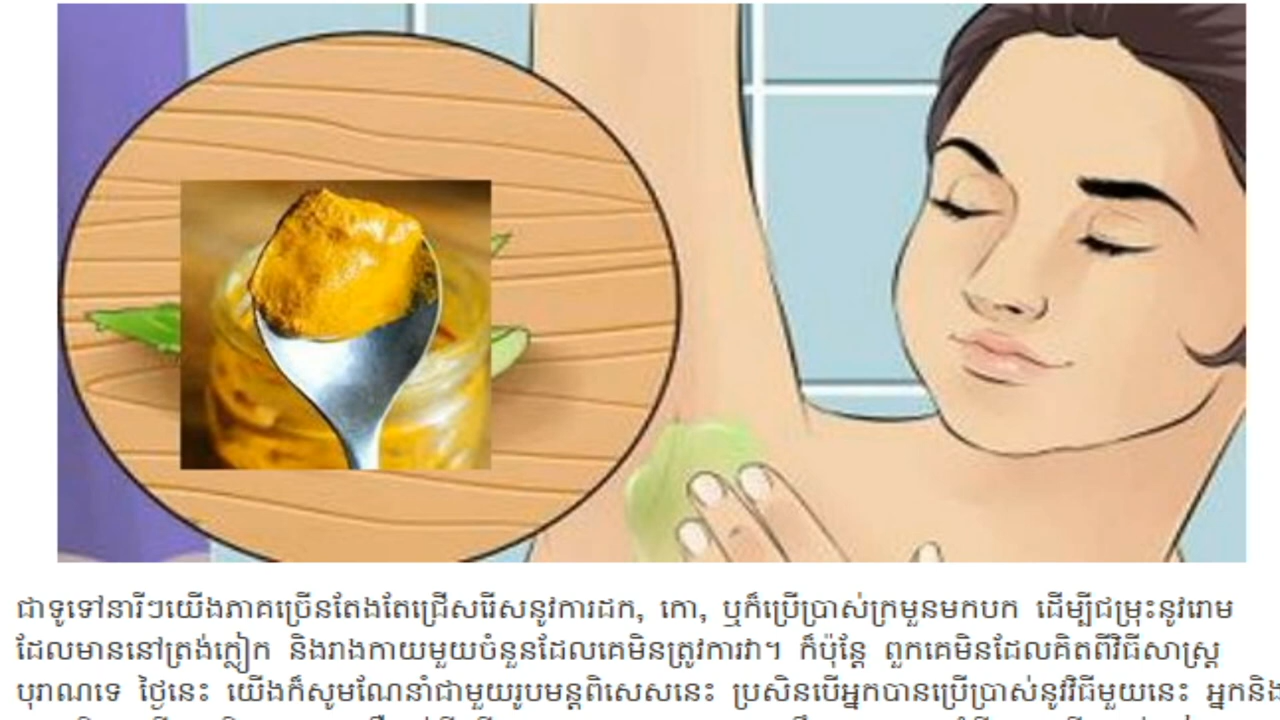 ជាទូទៅនារីៗយើងភាគច្រើនតែងតែជ្រើសរើសនូវការដក, កោ, ឬក៏ប្រើប្រាស់ក្រមួនមកបក ដើម្បីជម្រុះនូវរោម
ដែលមាននៅត្រង់ក្លៀក និងរាងកាយមួយចំនួនដែលគេមិនត្រូវការវា។ ក៏ប៉ុន្តែ ពួកគេមិនដែលគិតពីវិធីសាស្ត្រ
បុរាណទេ ថ្ងៃនេះ យើងក៏សូមណែនាំជាមួយរូបមន្តពិសេសនេះ ប្រសិនបើអ្នកបានប្រើប្រាស់នូវវិធីមួយនេះ អ្នកនិង